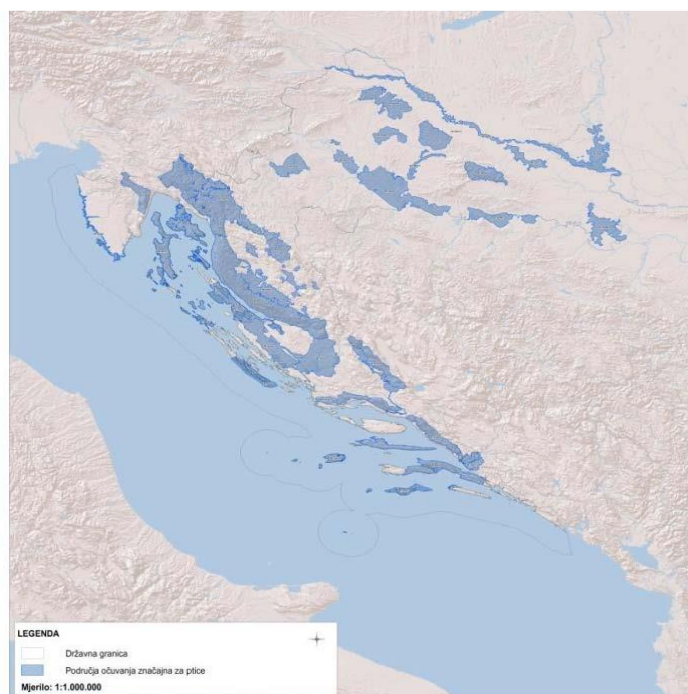 LEGENDA
Državna granica
Područja očuvanja značajna za ptice
Mjerilo: 1:1.000.000